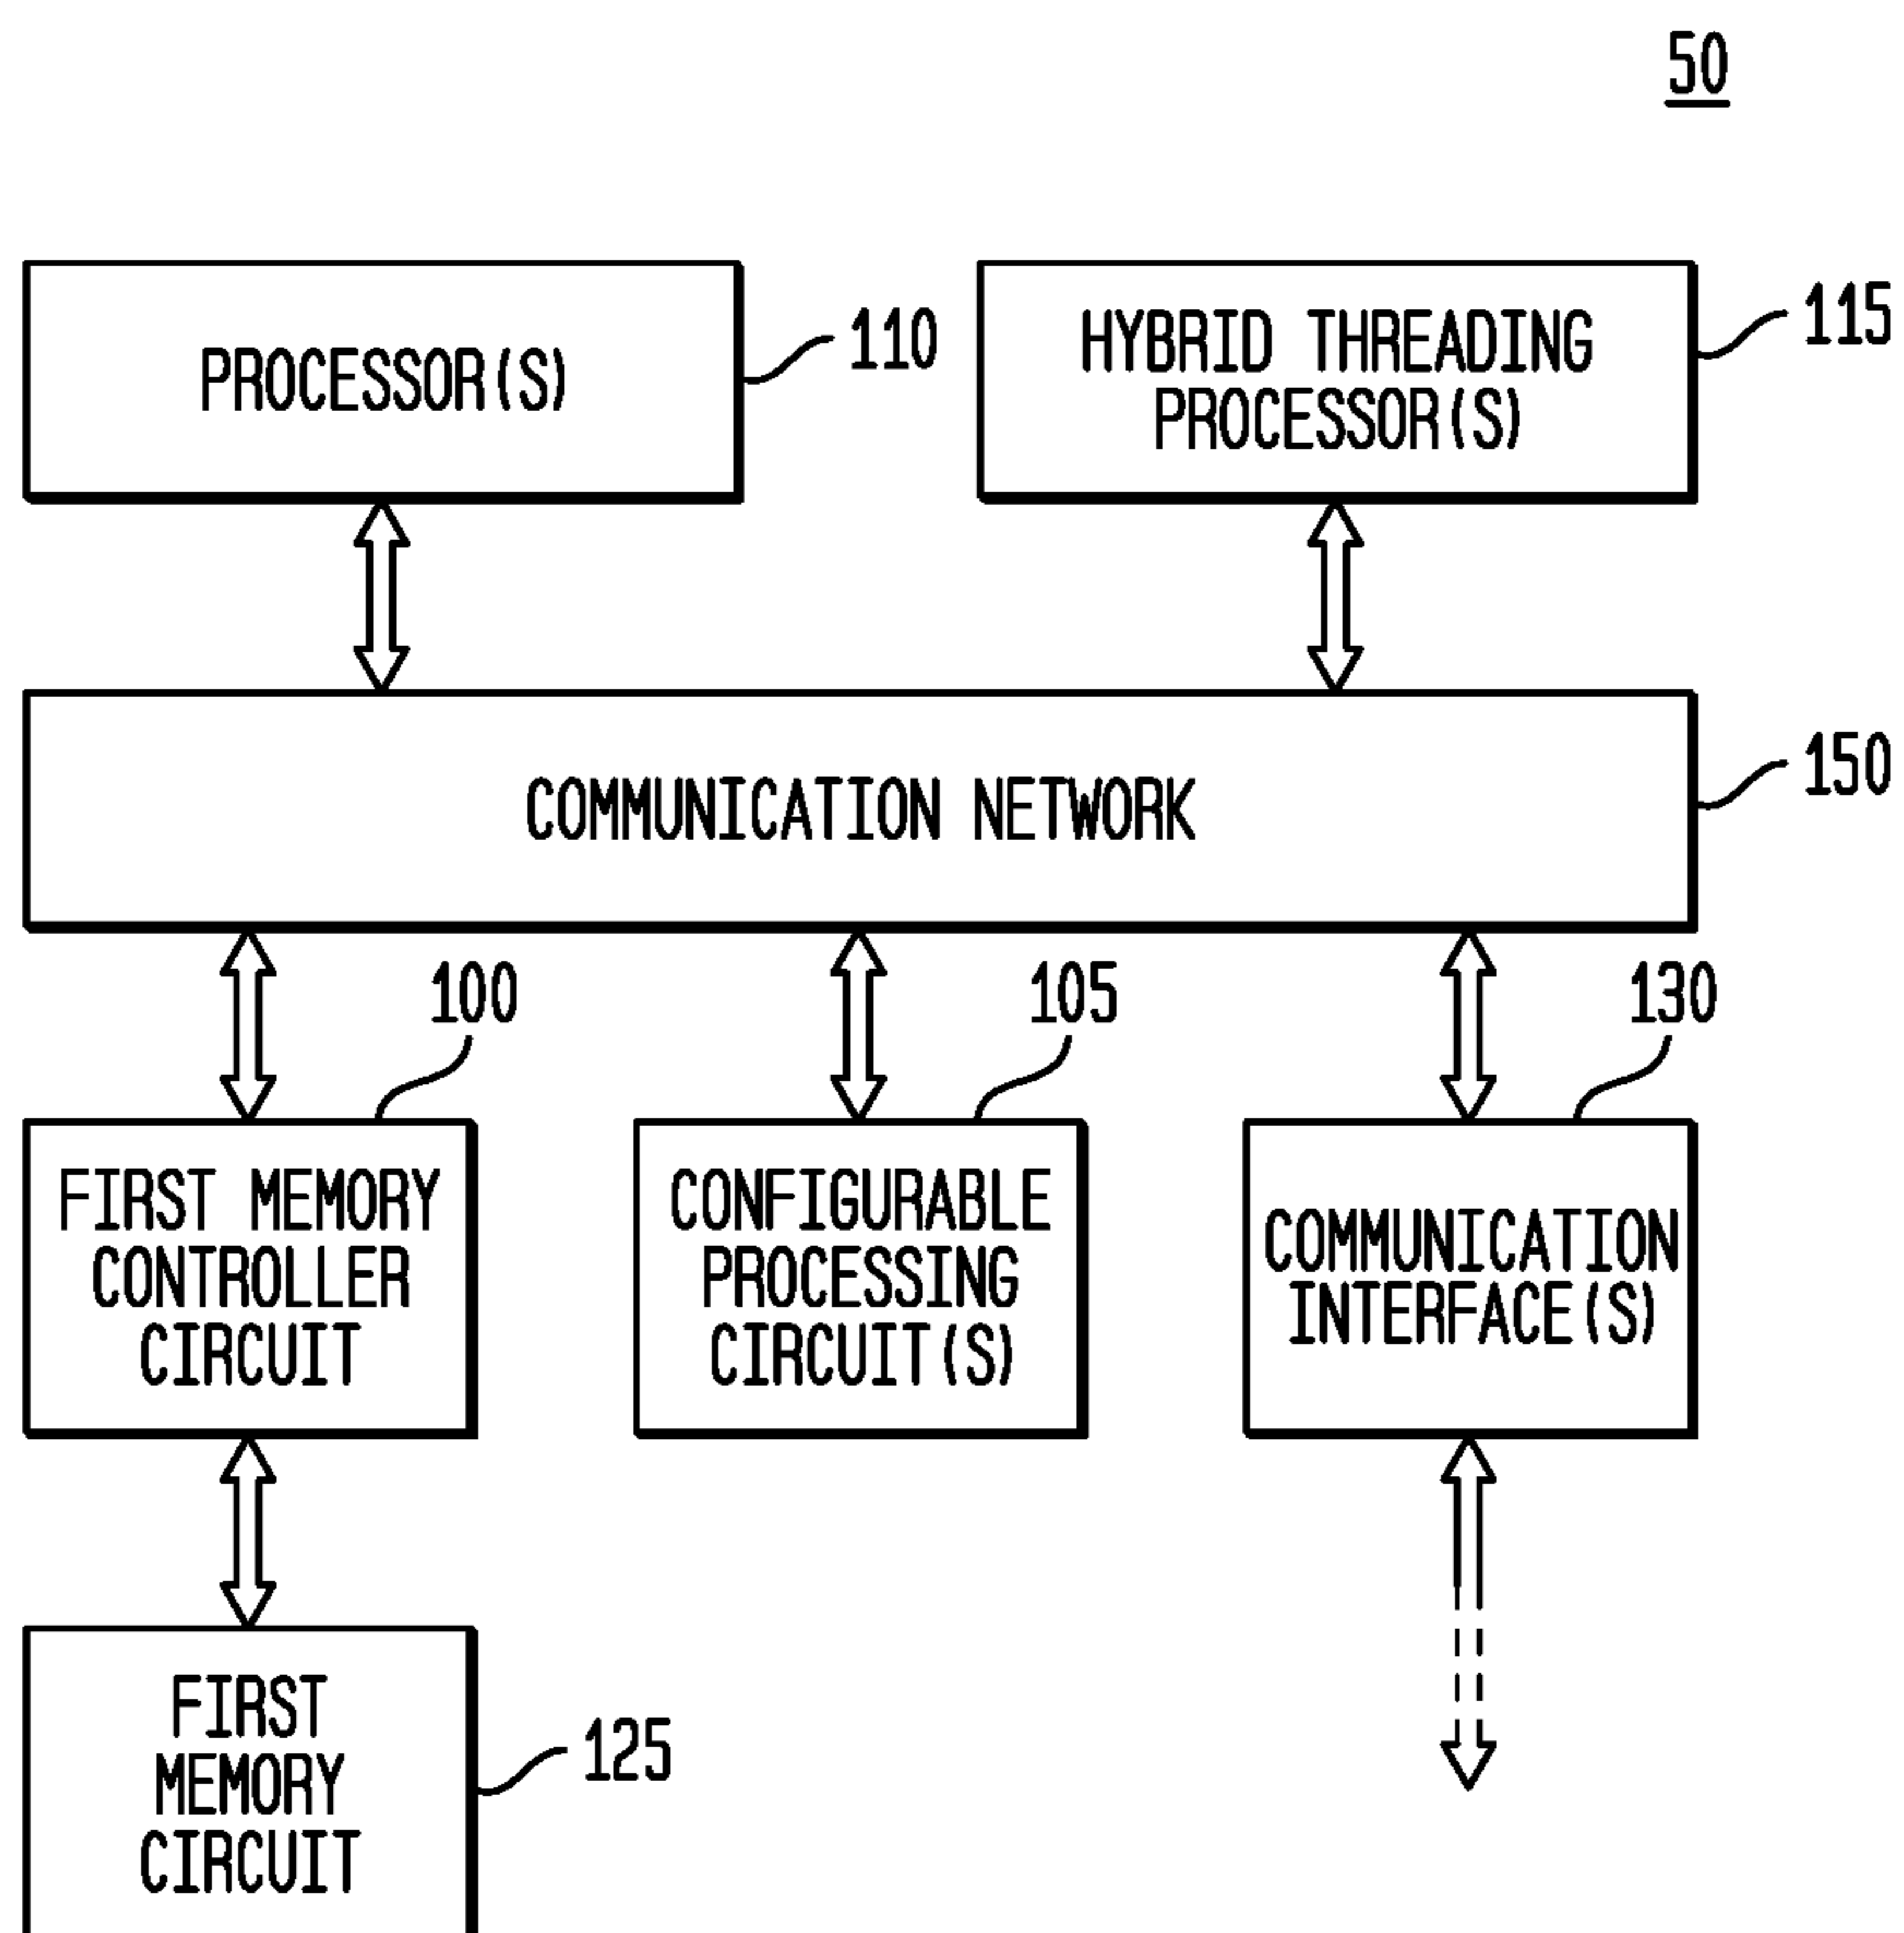 50
PROCESSOR(S)
110
HYBRID THREADING
PROCESSOR(S)
115
COMMUNICATION NETWORK
150
100
105
130
FIRST MEMORY
CONTROLLER
CIRCUIT
CONFIGURABLE
PROCESSING
CIRCUIT(S)
COMMUNICATION
INTERFACE(S)
FIRST
MEMORY
CIRCUIT
125